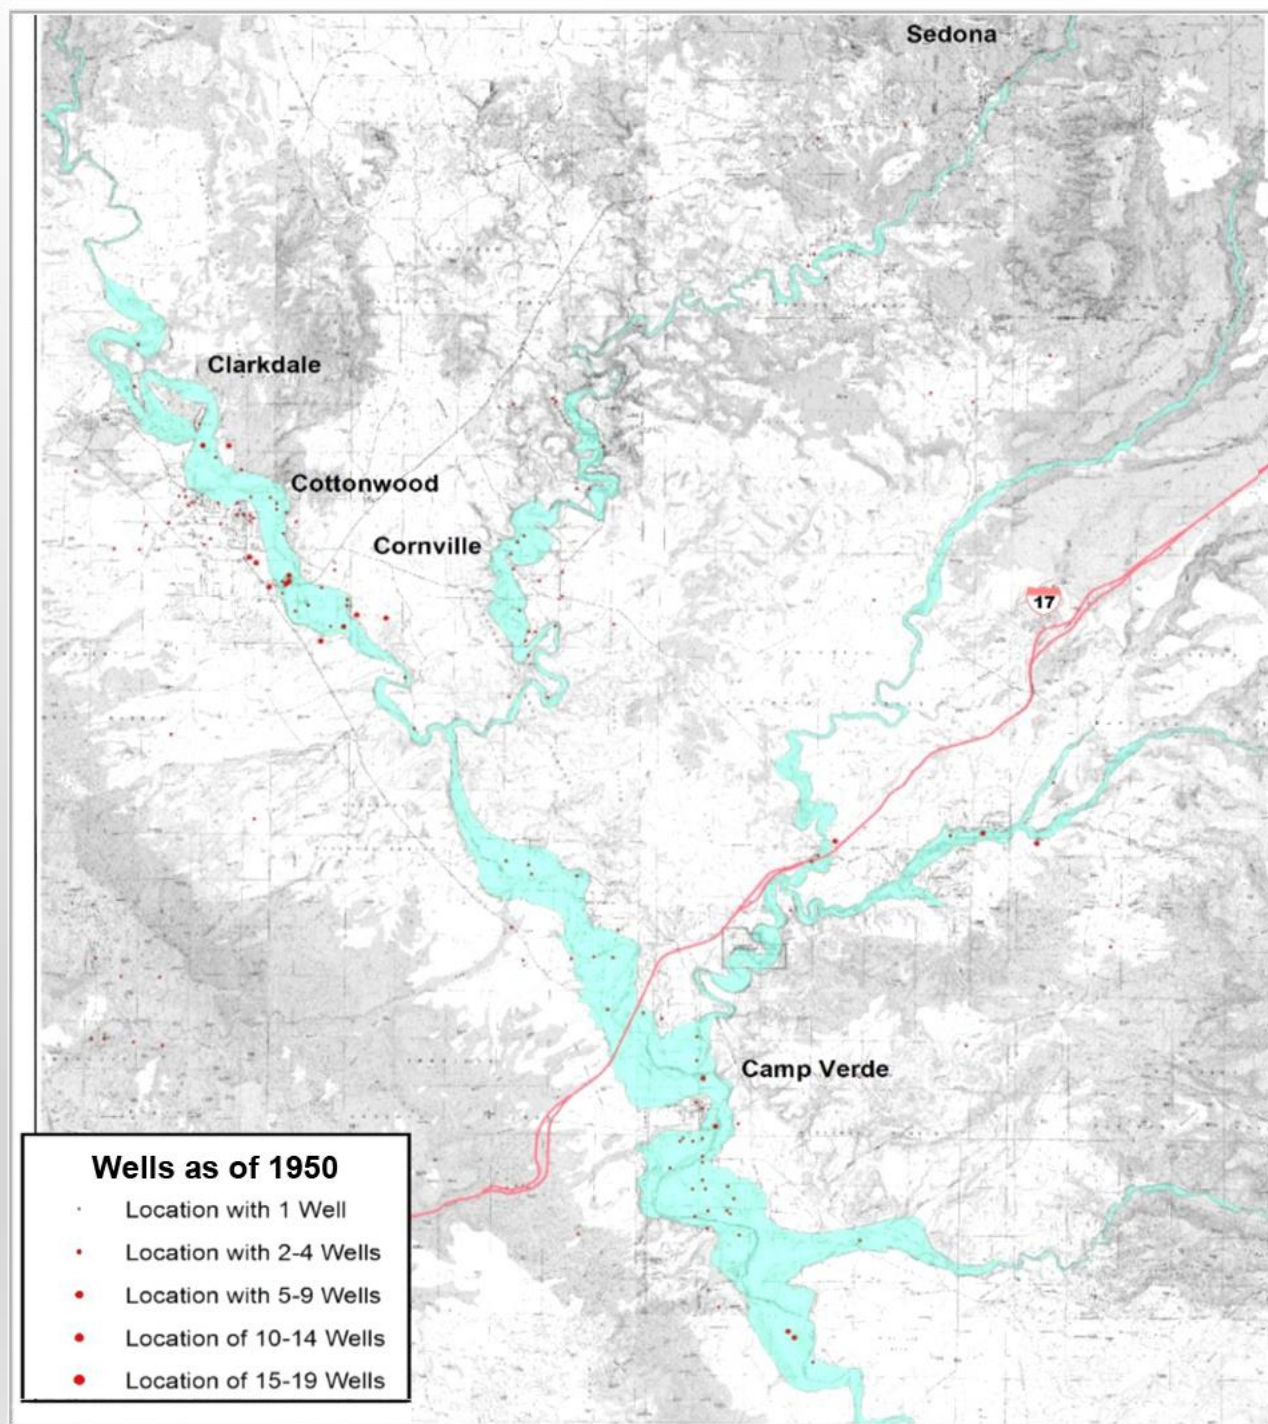 Sedona
Clarkdale
Cottonwood
Cornville
17
Camp Verde
Wells as of 1950
Location with 1 Well
Location with 2-4 Wells
Location with 5-9 Wells
Location of 10-14 Wells
Location of 15-19 Wells